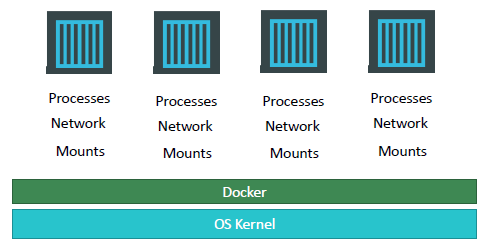 Processes
Network
Mounts
Processes
Network
Mounts
Processes
Network
Mounts
Processes
Network
Mounts
Docker
OS Kernel